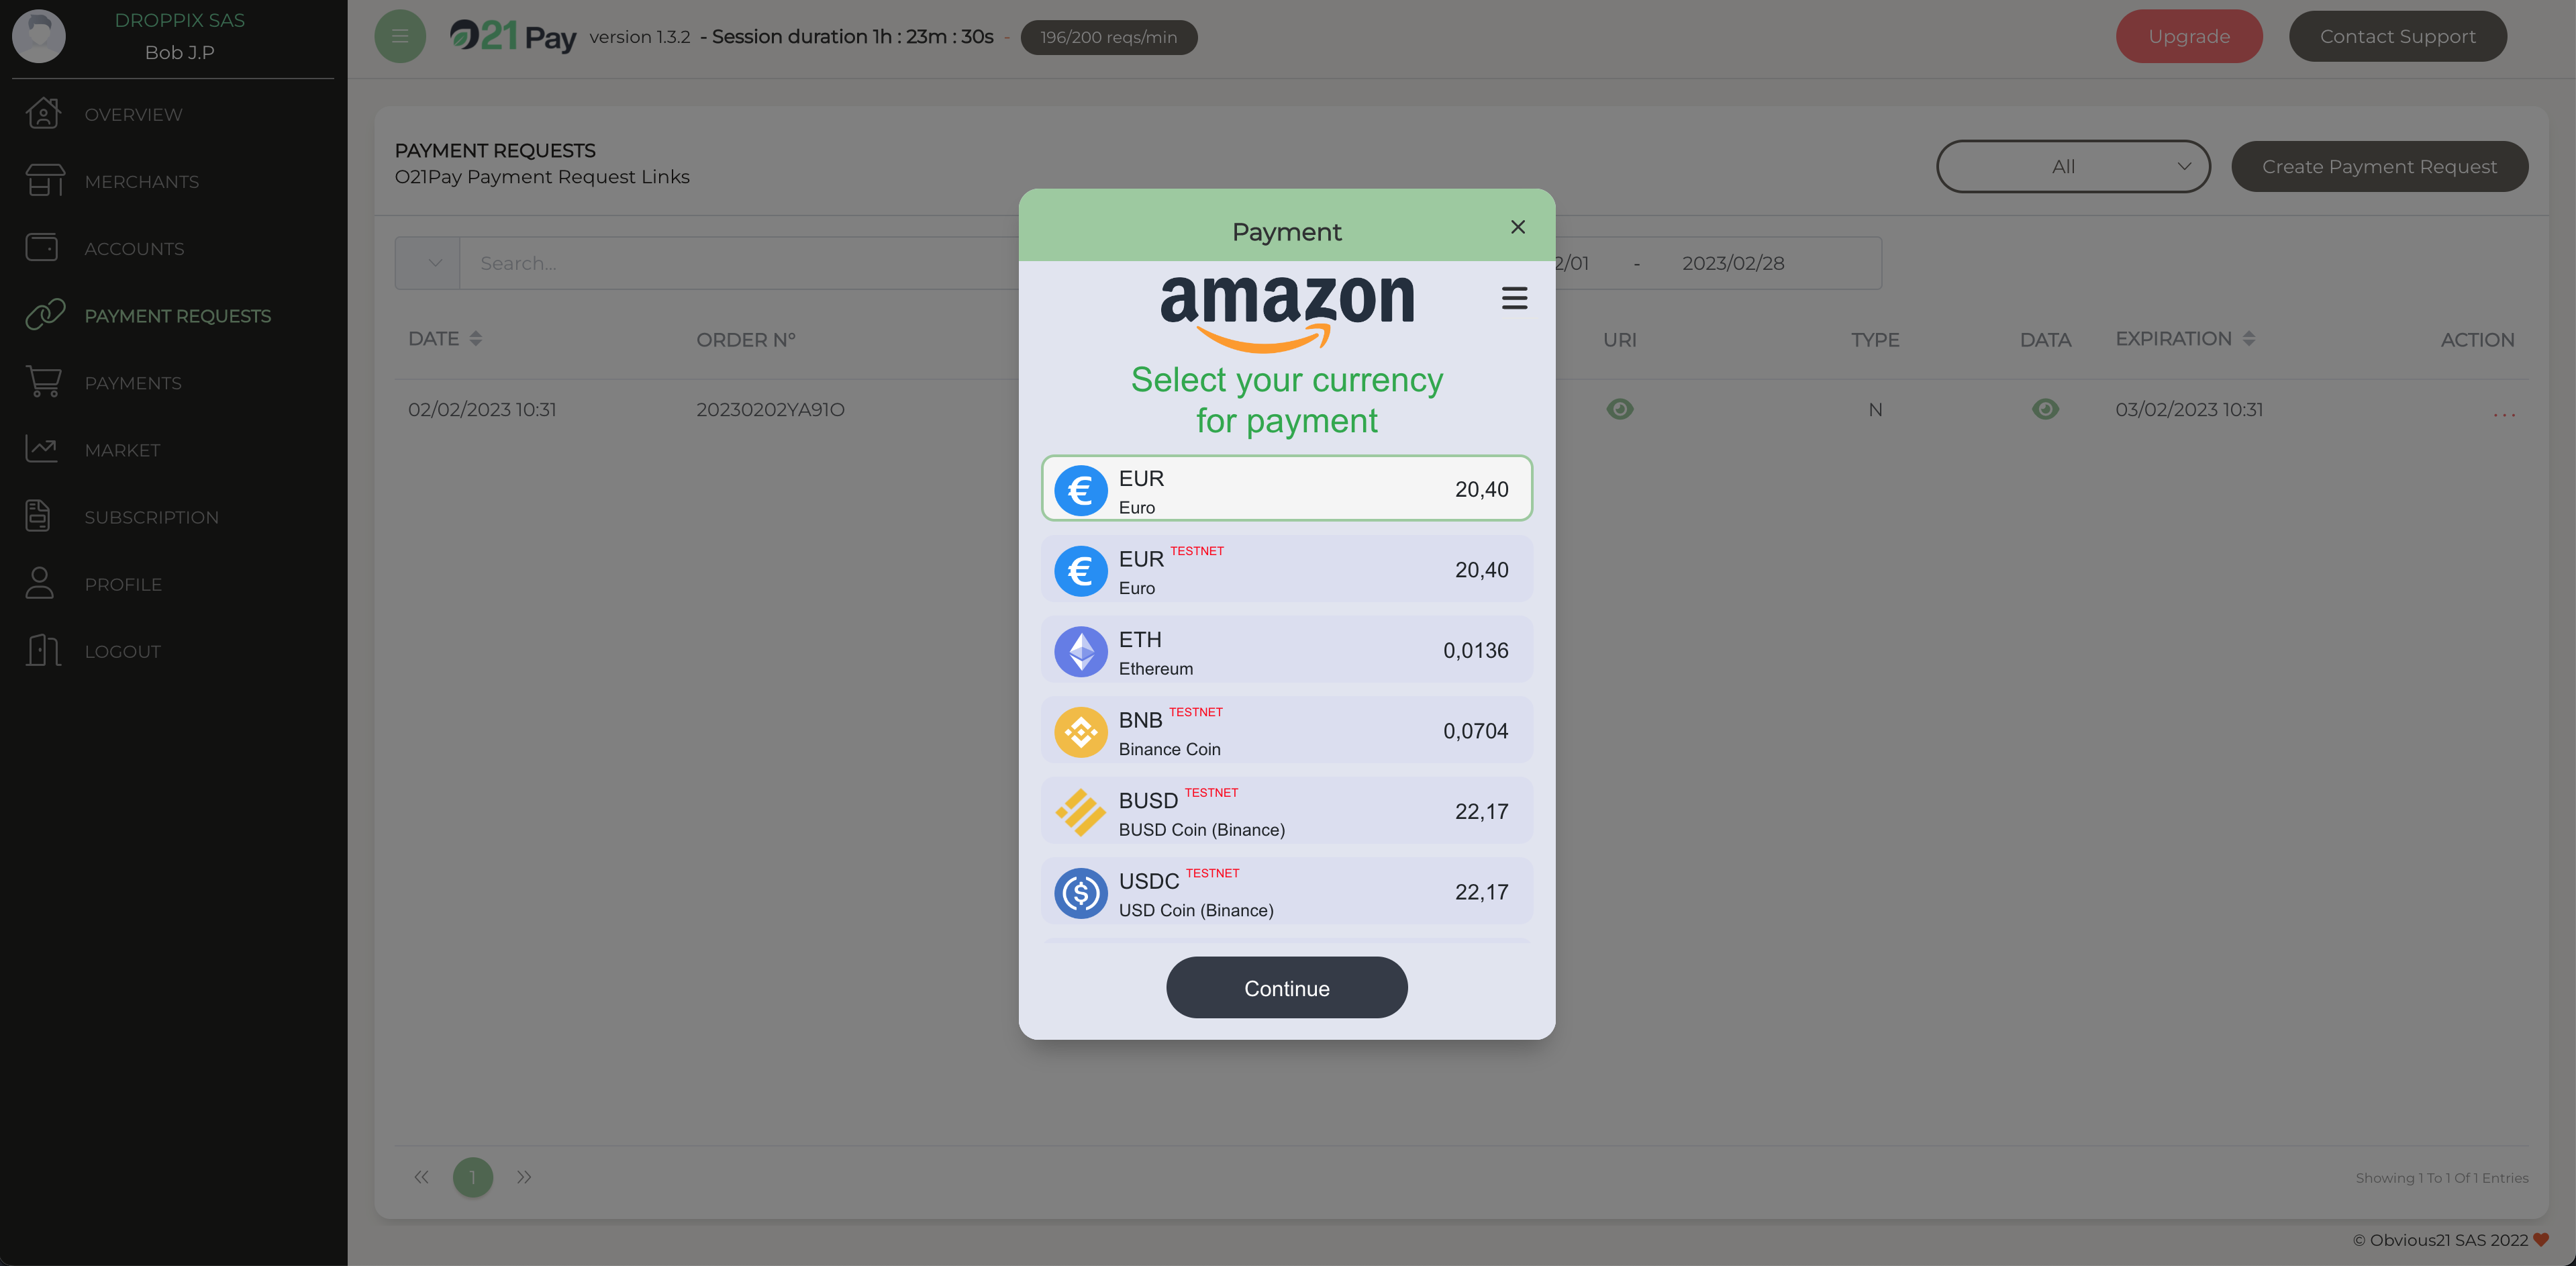 DROPPIX SAS
Bob J.P
OVERVIEW
MERCHANTS
ACCOUNTS
PAYMENT REQUESTS
PAYMENTS
MARKET
SUBSCRIPTION
PROFILE
LOGOUT
21 Pay version 1.3.2 - Session duration 1h : 23m : 30s - 196/200 reqs/min
Upgrade
Contact Support
PAYMENT REQUESTS
O21Pay Payment Request Links
All
Create Payment Request
Search...
2/01 - 2023/02/28
DATE ORDER N° URI TYPE DATA EXPIRATION ACTION
02/02/2023 10:31 20230202YA91O N 03/02/2023 10:31 ...
Payment
amazon
Select your currency
for payment
EUR
Euro
20,40
EUR TESTNET
Euro
20,40
ETH
Ethereum
0,0136
BNB TESTNET
Binance Coin
0,0704
BUSD TESTNET
BUSD Coin (Binance)
22,17
USDC TESTNET
USD Coin (Binance)
22,17
Continue
« 1 »
Showing 1 To 1 Of 1 Entries
© Obvious21 SAS 2022